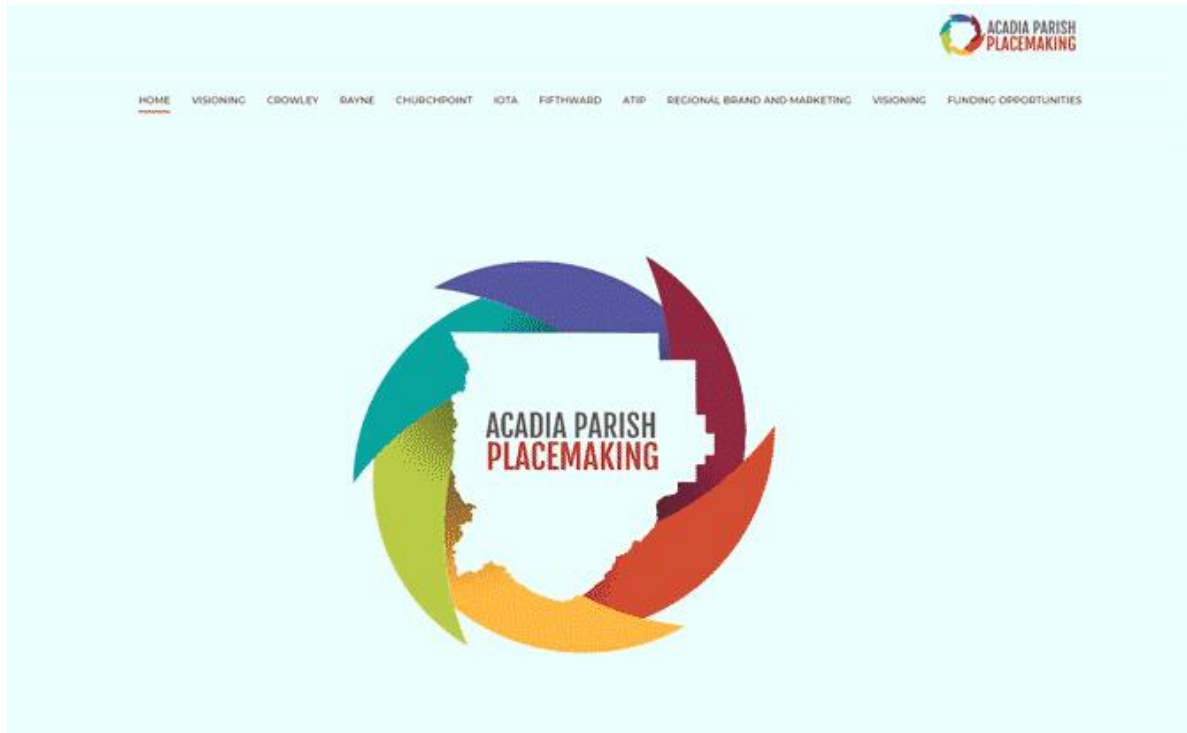 ACADIA PARISH
PLACEMAKING
HOME VISIONING CROWLEY RAYNE CHURCHPOINT IOTA FIFTHWARD ATIP REGIONAL BRAND AND MARKETING VISIONING FUNDING OPPORTUNITIES
ACADIA PARISH
PLACEMAKING